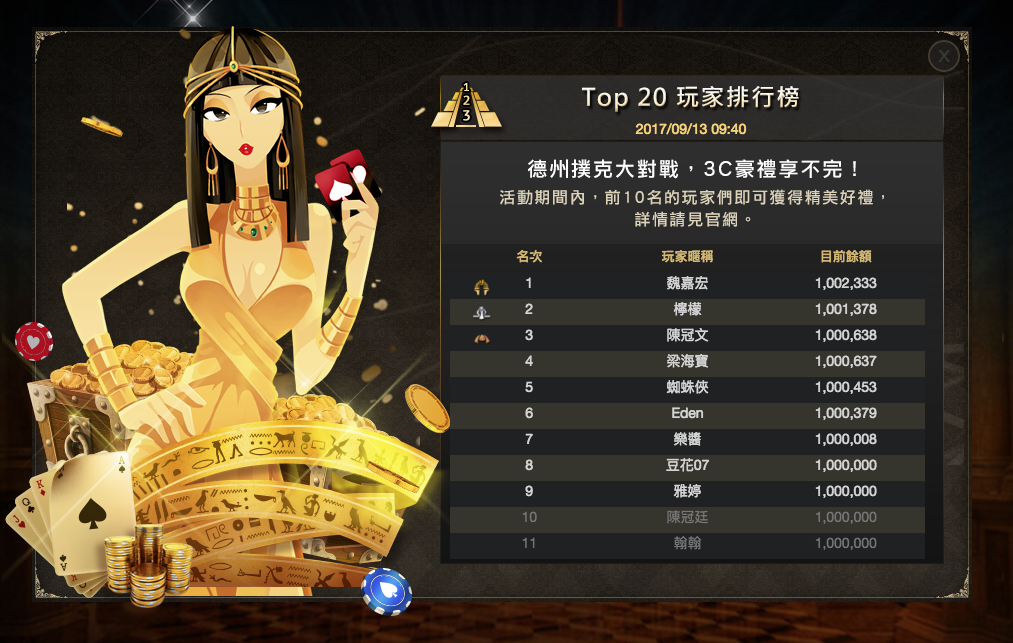 1
2
3
Top 20 玩家排行榜
2017/09/13 09:40
德州撲克大對戰，3C豪禮享不完！
活動期間內，前10名的玩家們即可獲得精美好禮，
詳情請見官網。
名次 玩家暱稱 目前餘額
1 魏嘉宏 1,002,333
2 檸檬 1,001,378
3 陳冠文 1,000,638
4 梁海寶 1,000,637
5 蜘蛛俠 1,000,453
6 Eden 1,000,379
7 樂醬 1,000,008
8 豆花07 1,000,000
9 雅婷 1,000,000
10 陳冠廷 1,000,000
11 翰翰 1,000,000
A
K
Q
J
A